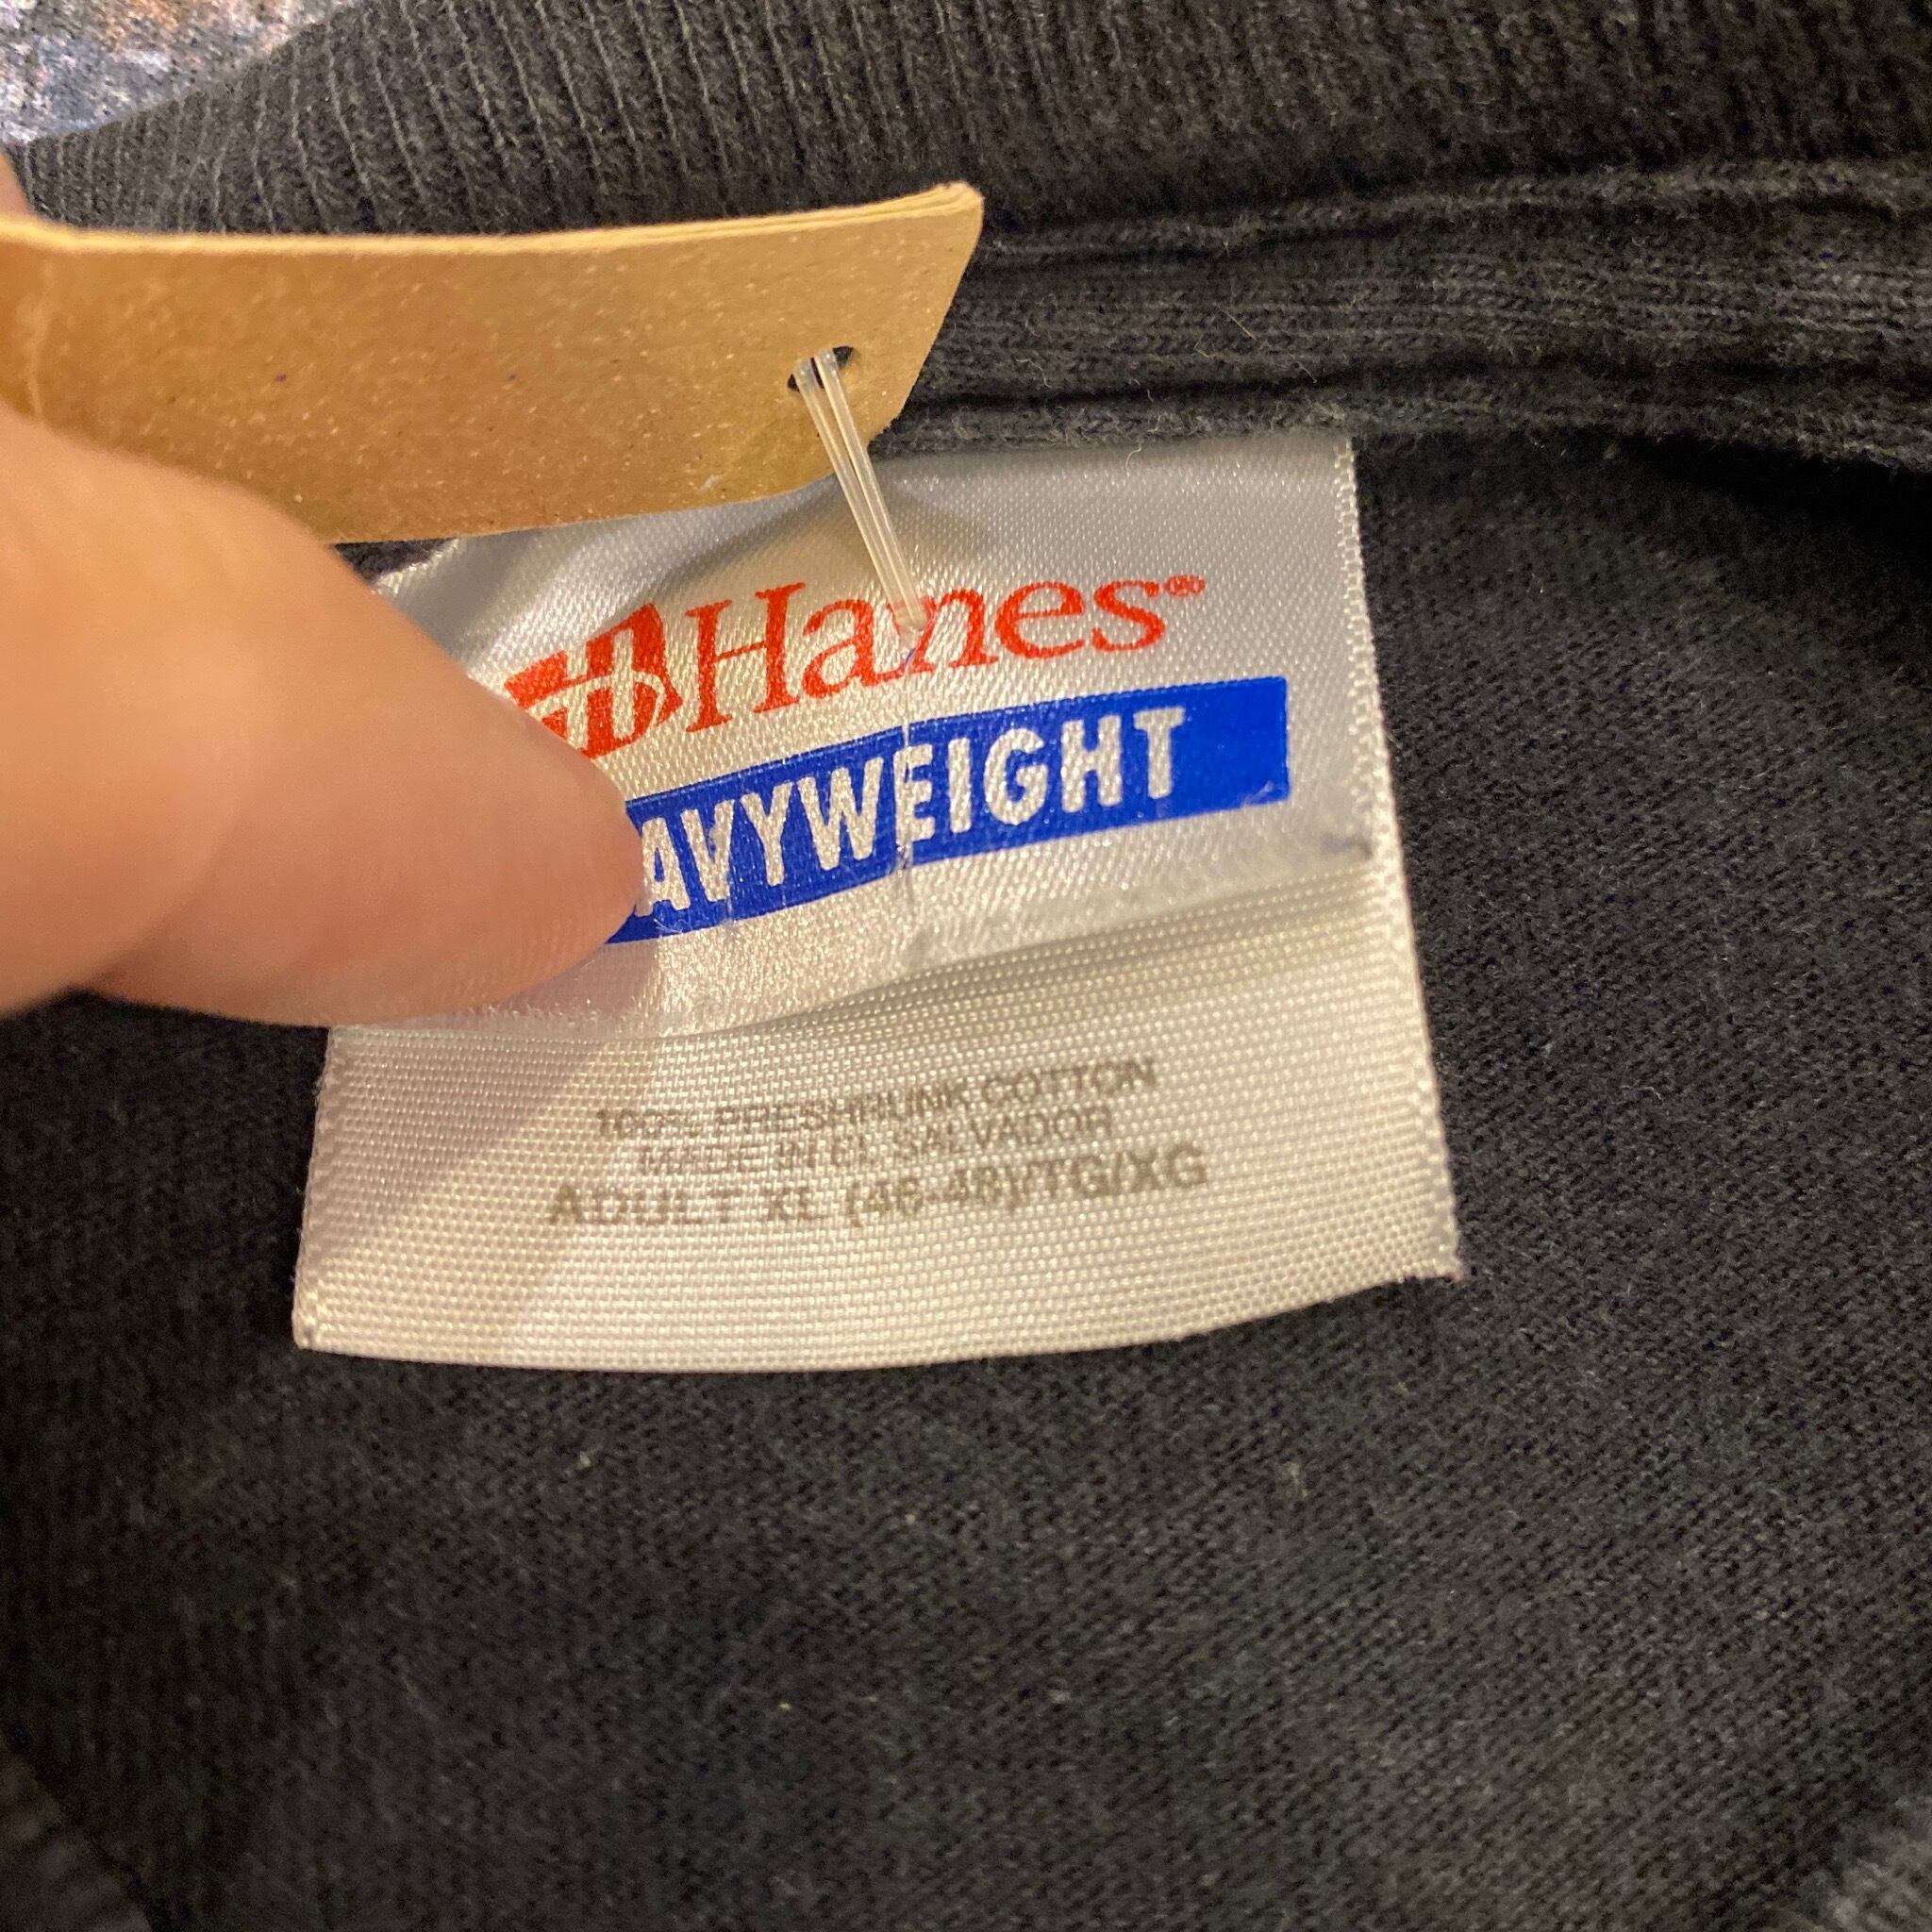 Hanes®
AVYWEIGHT
100% PRESHRUNK COTTON
MADE IN EL SALVADOR
ADULT XL (46-48)/TG/XG